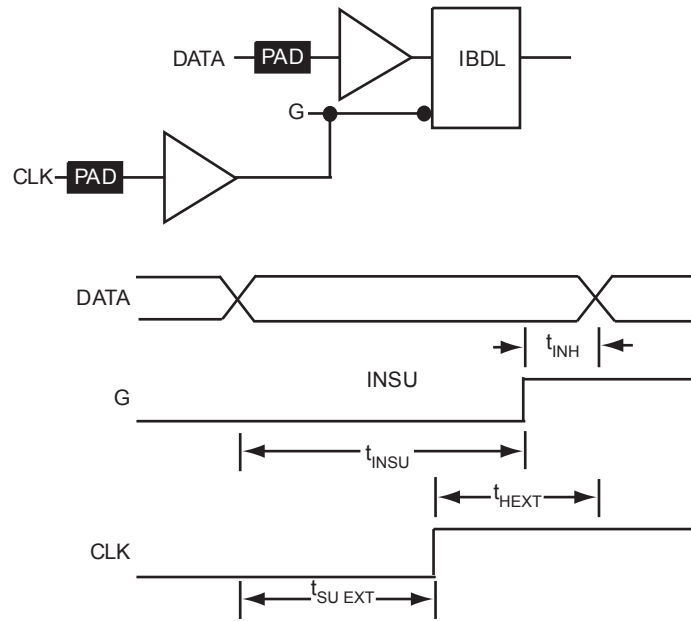 DATA PAD IBDL
G
CLK PAD
DATA
tINH
INSU
G
tINSU
tHEXT
CLK
tSU EXT